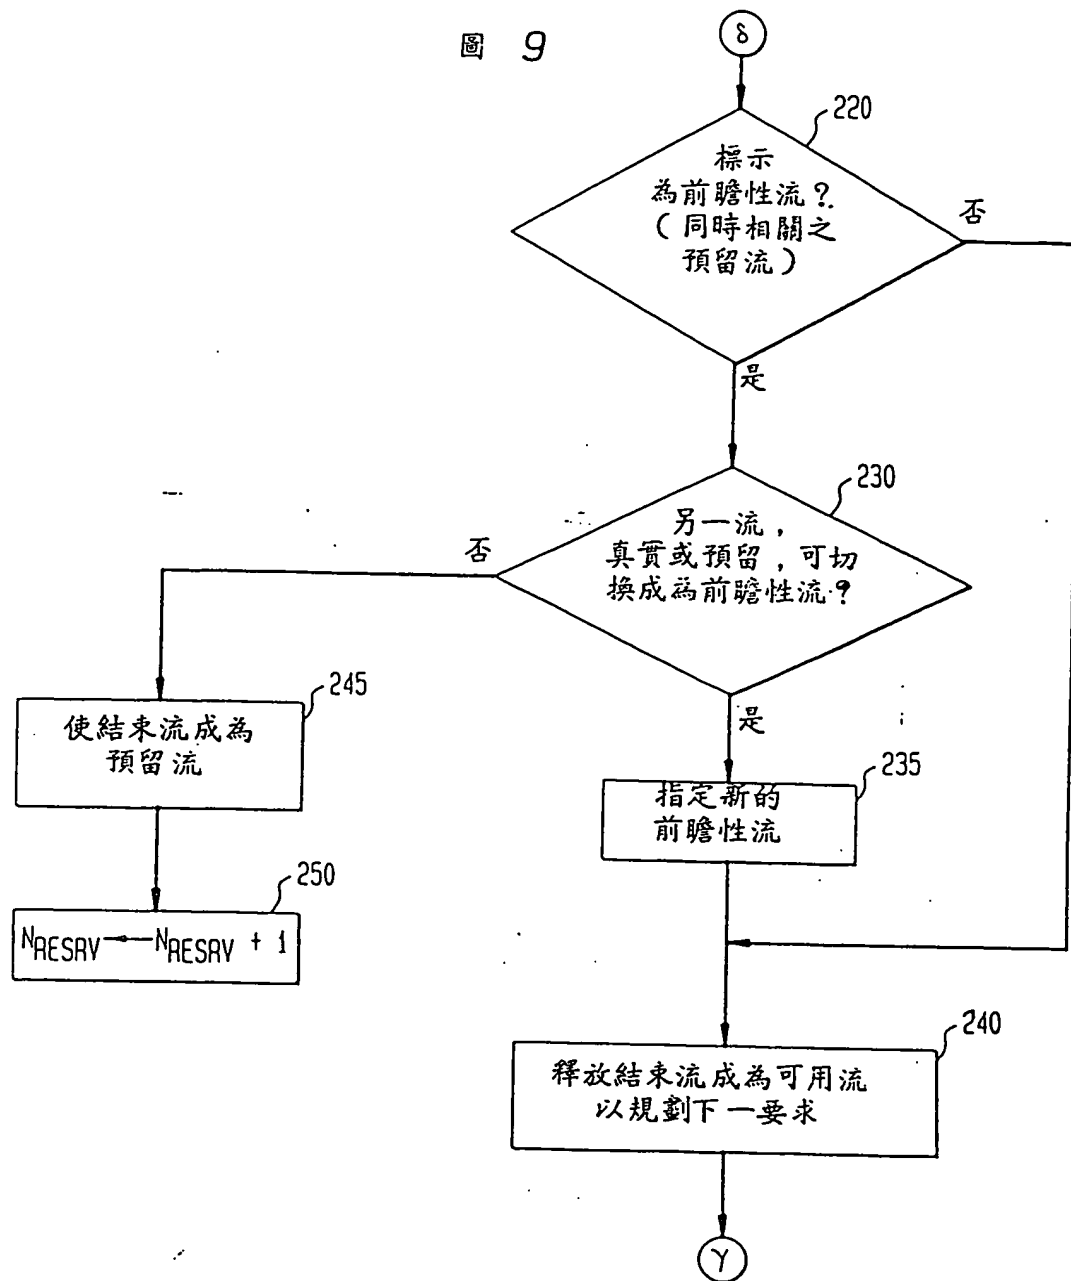 圖 9
δ
220
標示
為前瞻性流?
(同時相關之
預留流)
否
是
230
另一流,
真實或預留,可切
換成為前瞻性流?
否
是
245
使結束流成為
預留流
235
指定新的
前瞻性流
250
NRESRV ← NRESRV + 1
240
釋放結束流成為可用流
以規劃下一要求
γ